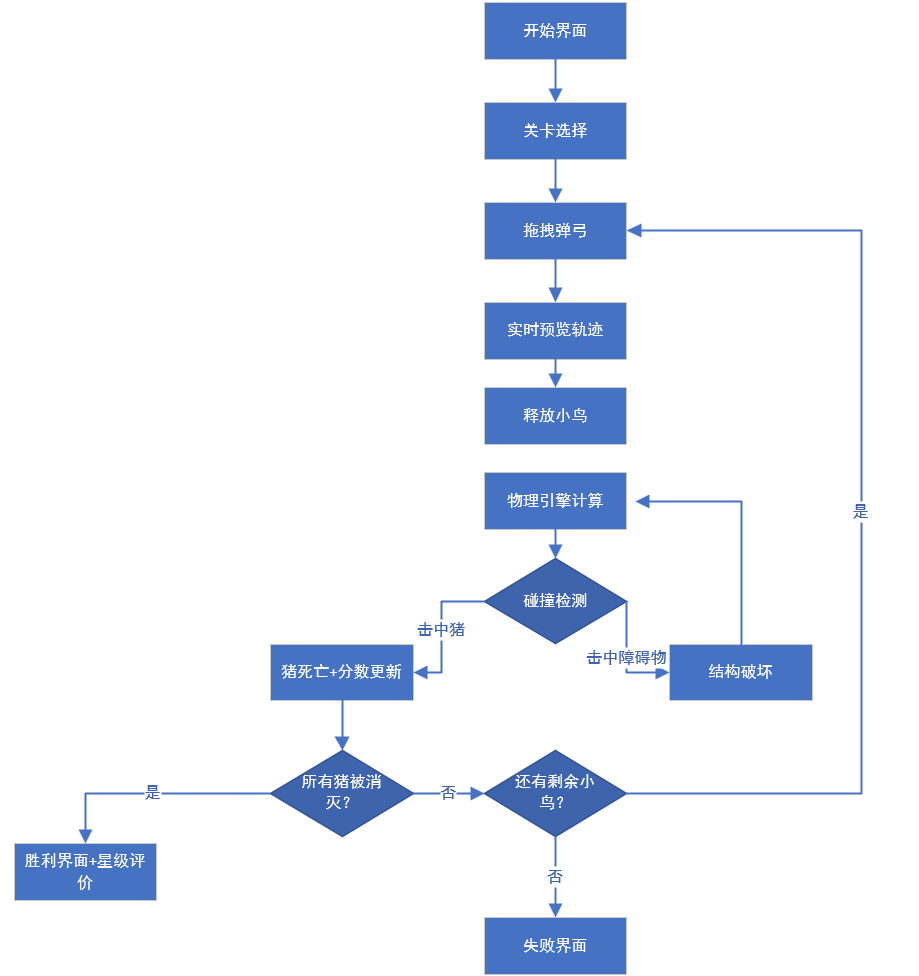 开始界面
关卡选择
拖拽弹弓
实时预览轨迹
释放小鸟
物理引擎计算
是
碰撞检测
击中猪
击中障碍物
猪死亡+分数更新
结构破坏
所有猪被消
灭？
还有剩余小
鸟？
是
否
胜利界面+星级评
价
否
失败界面